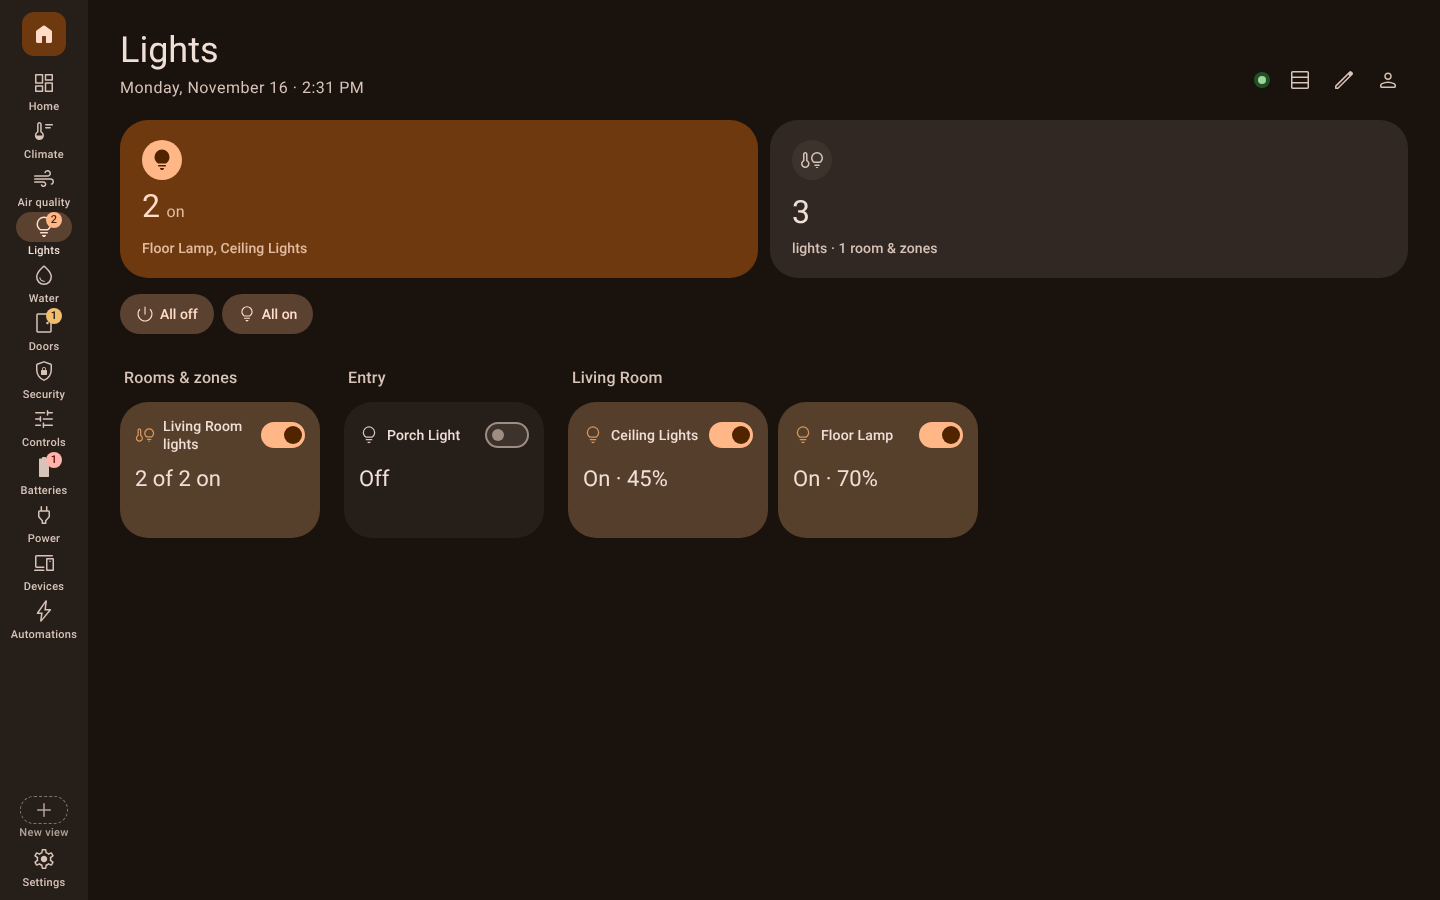 Lights
Monday, November 16 · 2:31 PM
Home
Climate
Air quality
2
Lights
Water
1
Doors
Security
Controls
1
Batteries
Power
Devices
Automations
New view
Settings
2 on
Floor Lamp, Ceiling Lights
3
lights · 1 room & zones
All off
All on
Rooms & zones
Living Room
lights
2 of 2 on
Entry
Porch Light
Off
Living Room
Ceiling Lights
On · 45%
Floor Lamp
On · 70%